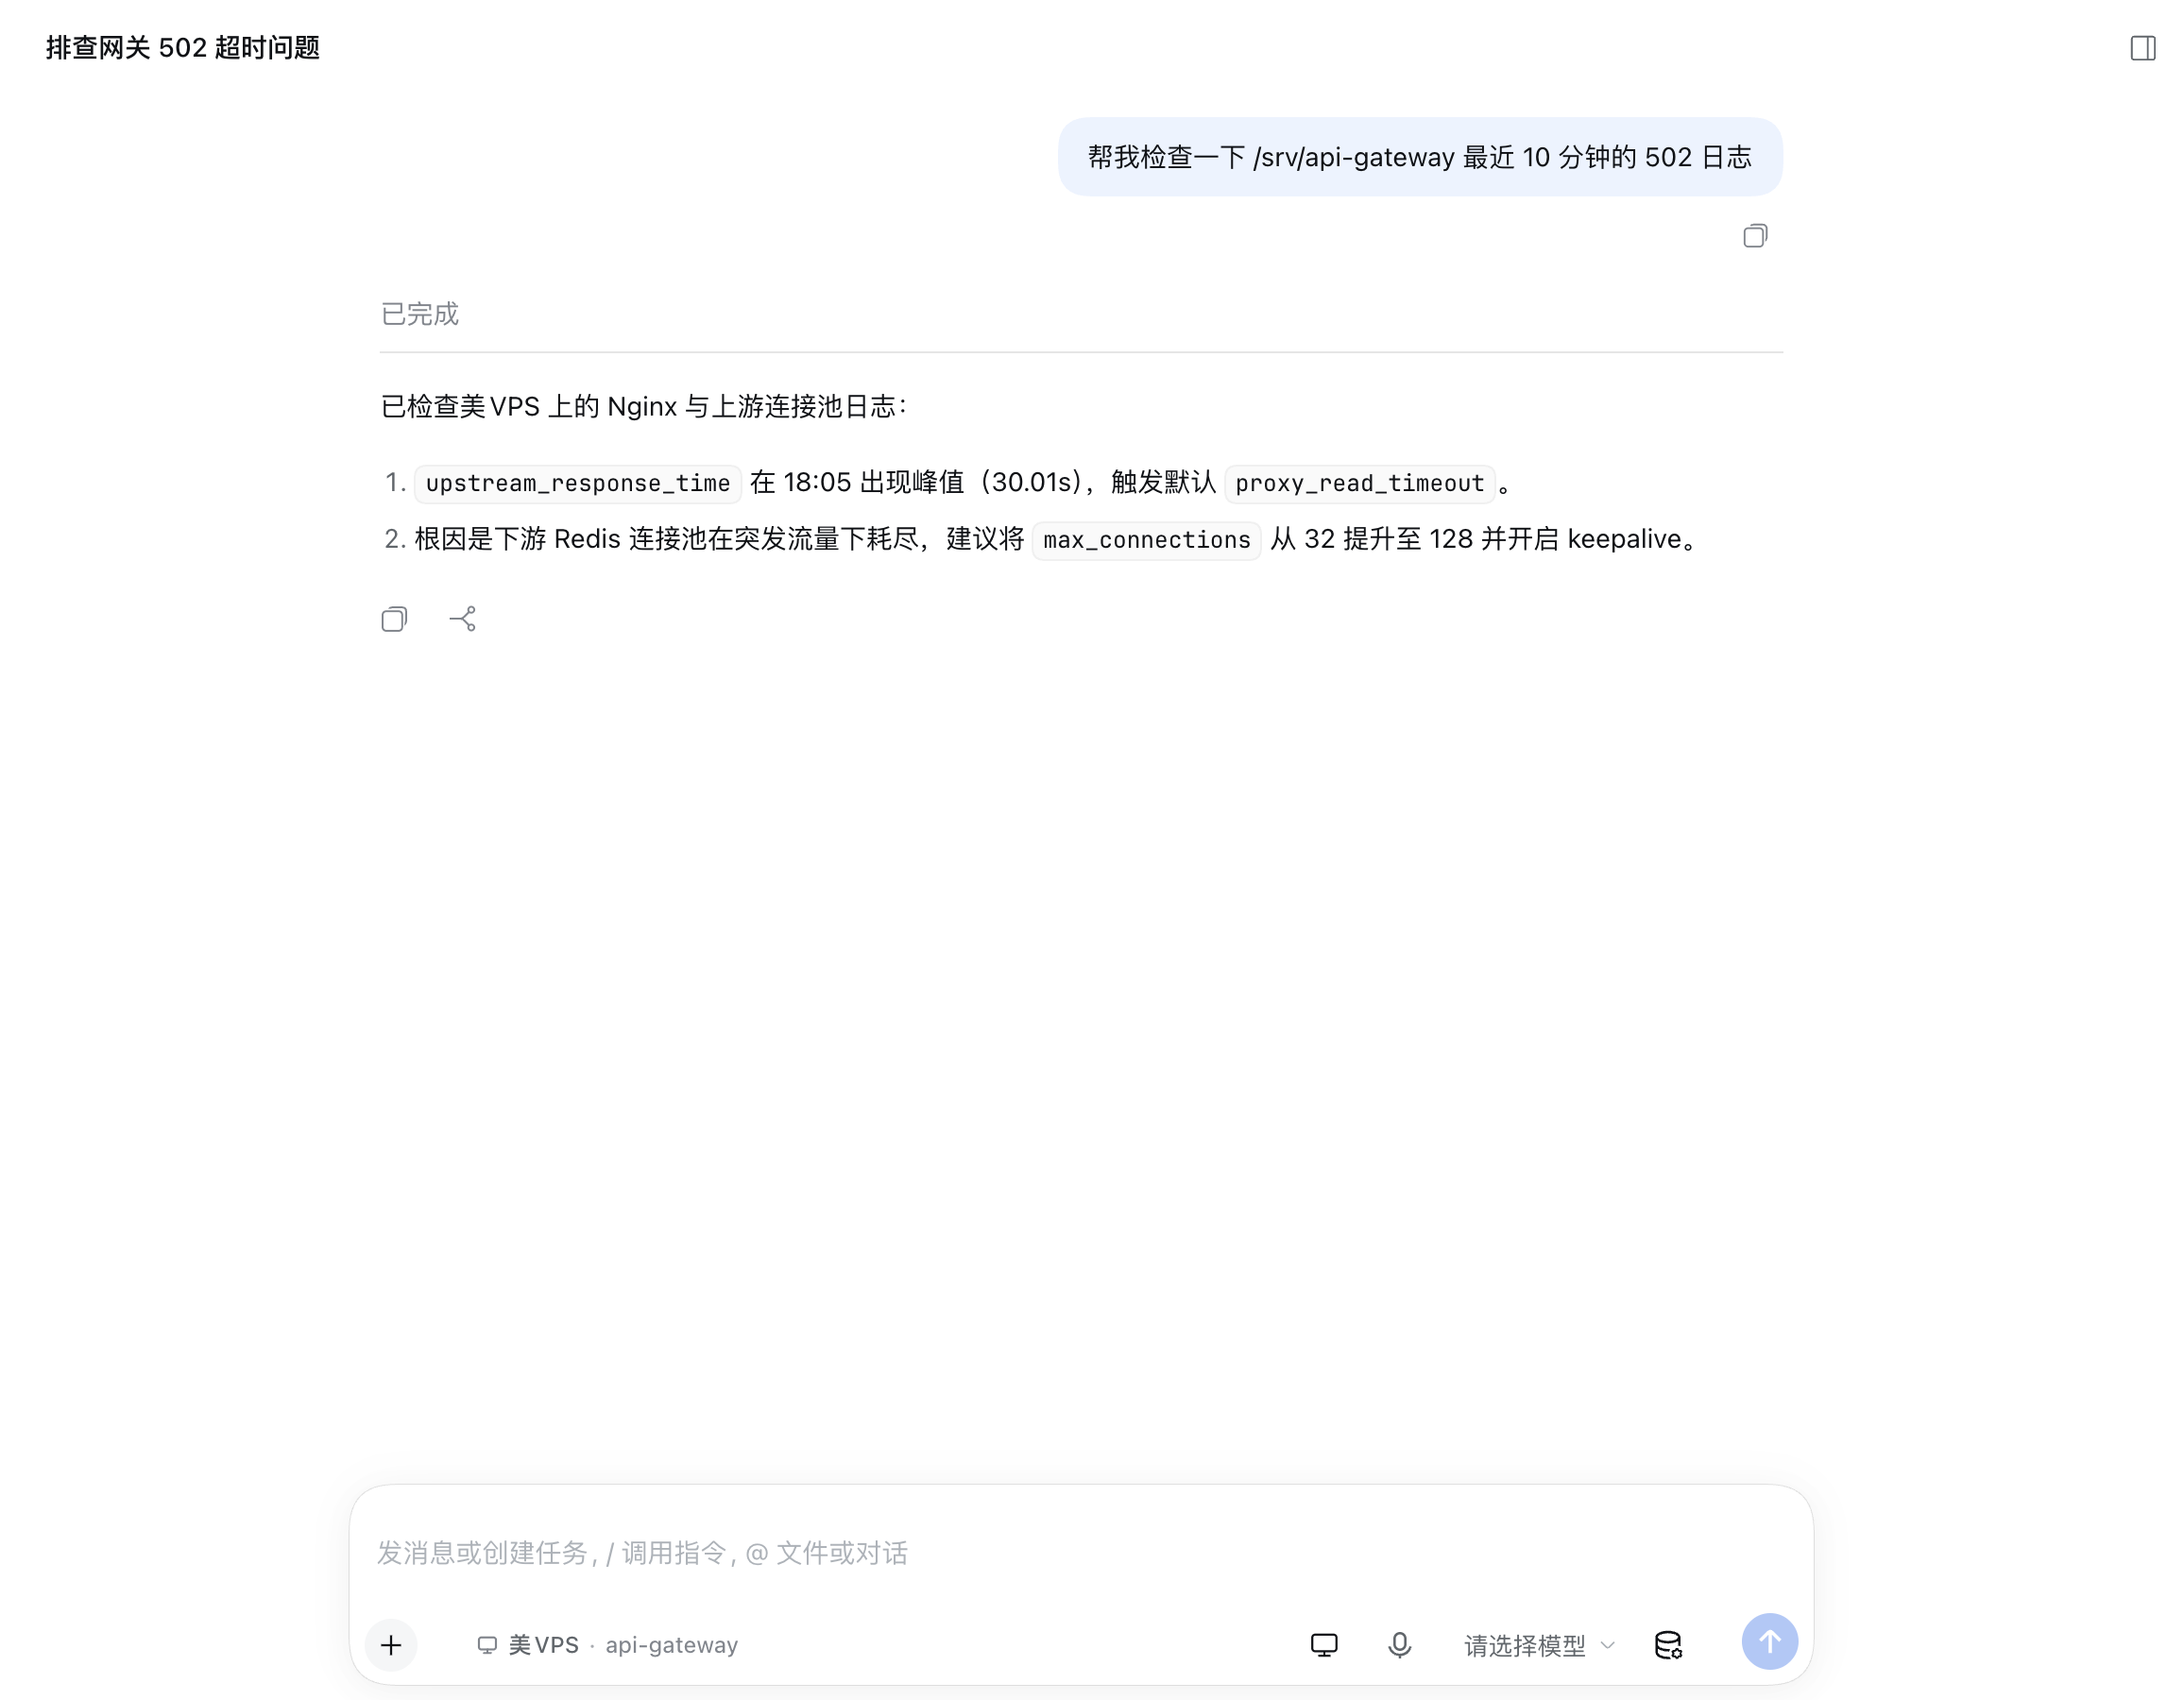 排查网关 502 超时问题
帮我检查一下 /srv/api-gateway 最近 10 分钟的 502 日志
已完成
已检查美VPS 上的 Nginx 与上游连接池日志：
1. upstream_response_time 在 18:05 出现峰值（30.01s），触发默认 proxy_read_timeout 。
2. 根因是下游 Redis 连接池在突发流量下耗尽，建议将 max_connections 从 32 提升至 128 并开启 keepalive。
发消息或创建任务, / 调用指令, @ 文件或对话
美VPS · api-gateway 请选择模型